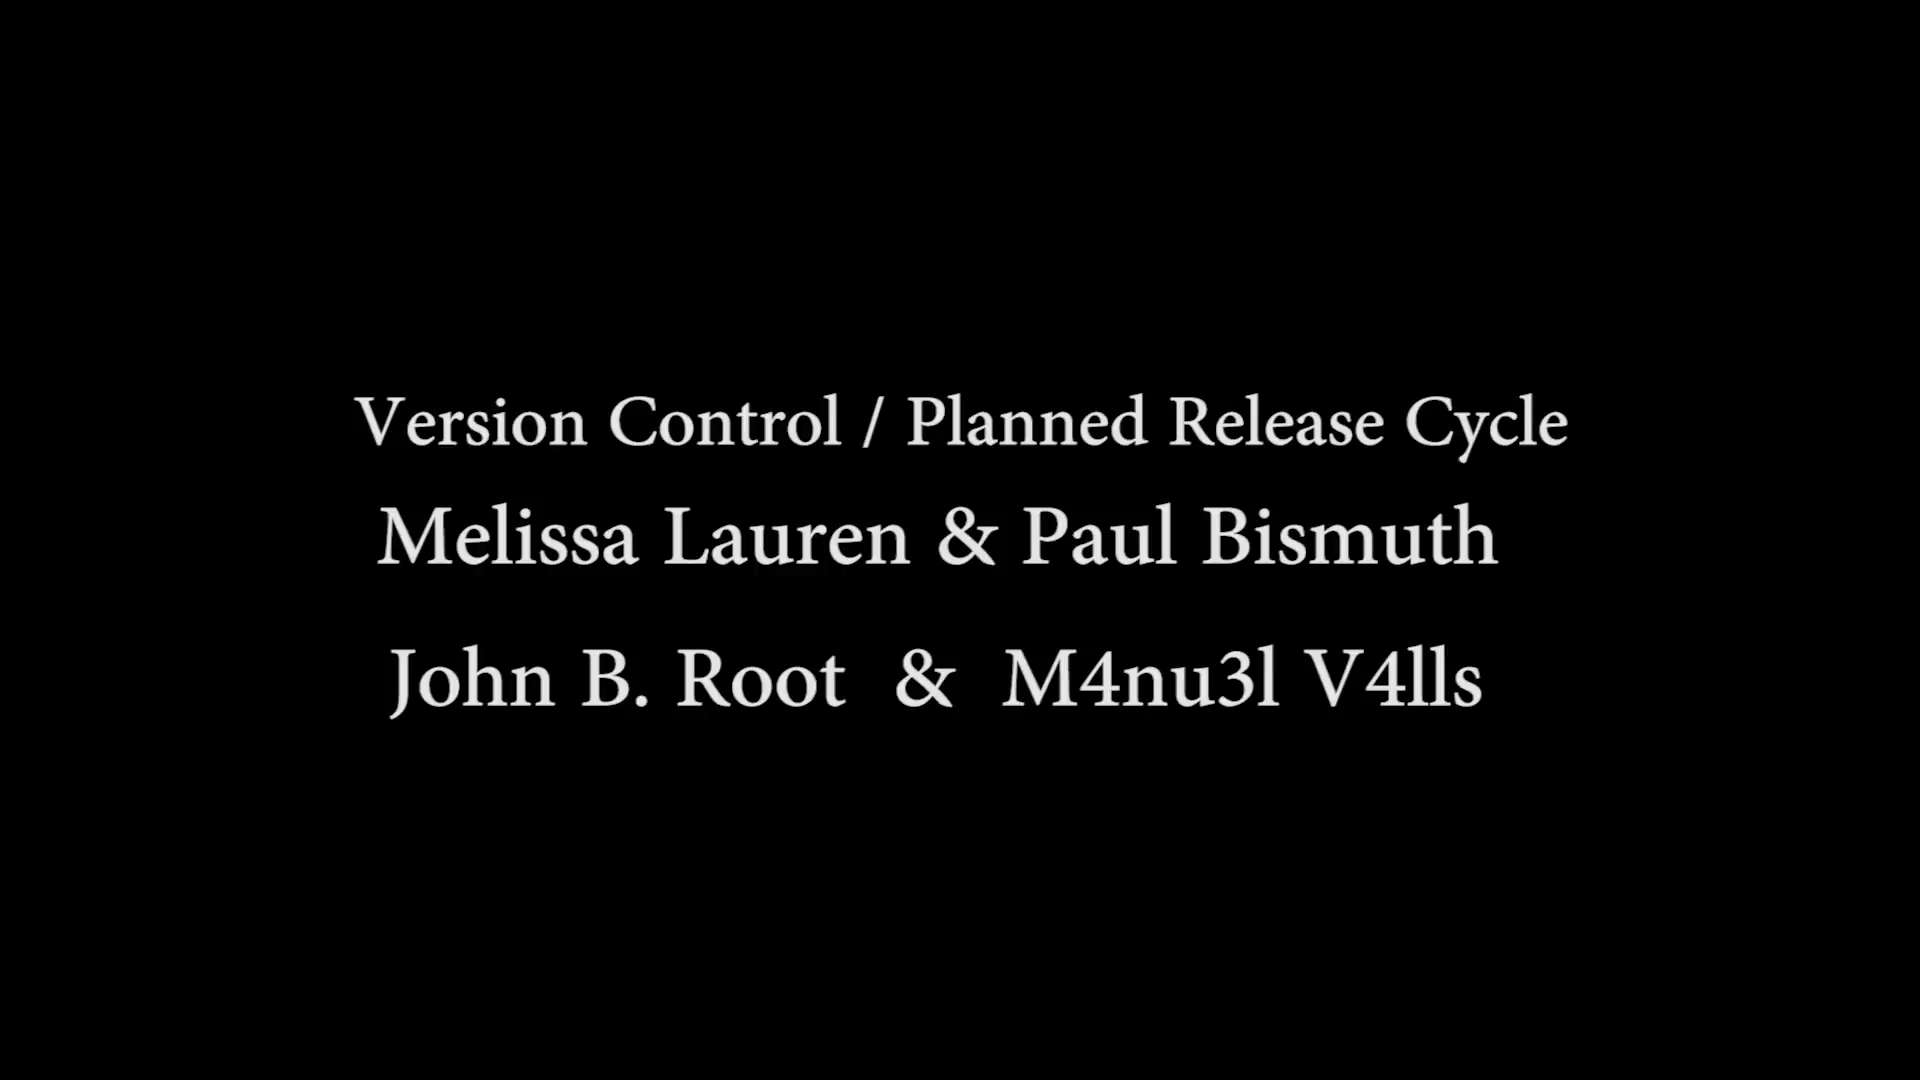 Version Control / Planned Release Cycle
Melissa Lauren & Paul Bismuth
John B. Root & M4nu3l V4lls